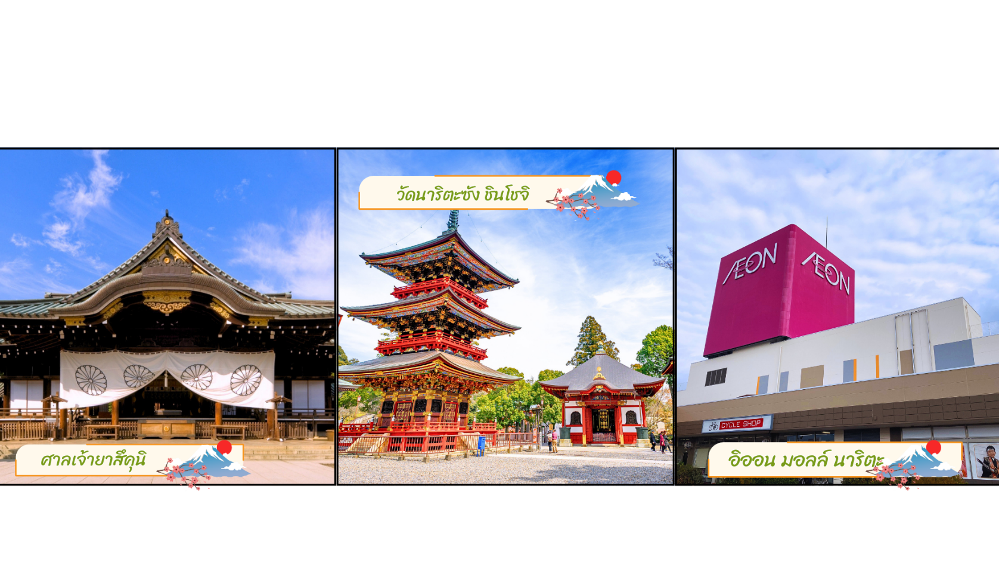 วัดนาริตะซัง ชินโชจิ
ศาลเจ้ายาสึคุนิ
AEON
AEON
CYCLE SHOP
อิออน มอลล์ นาริตะ